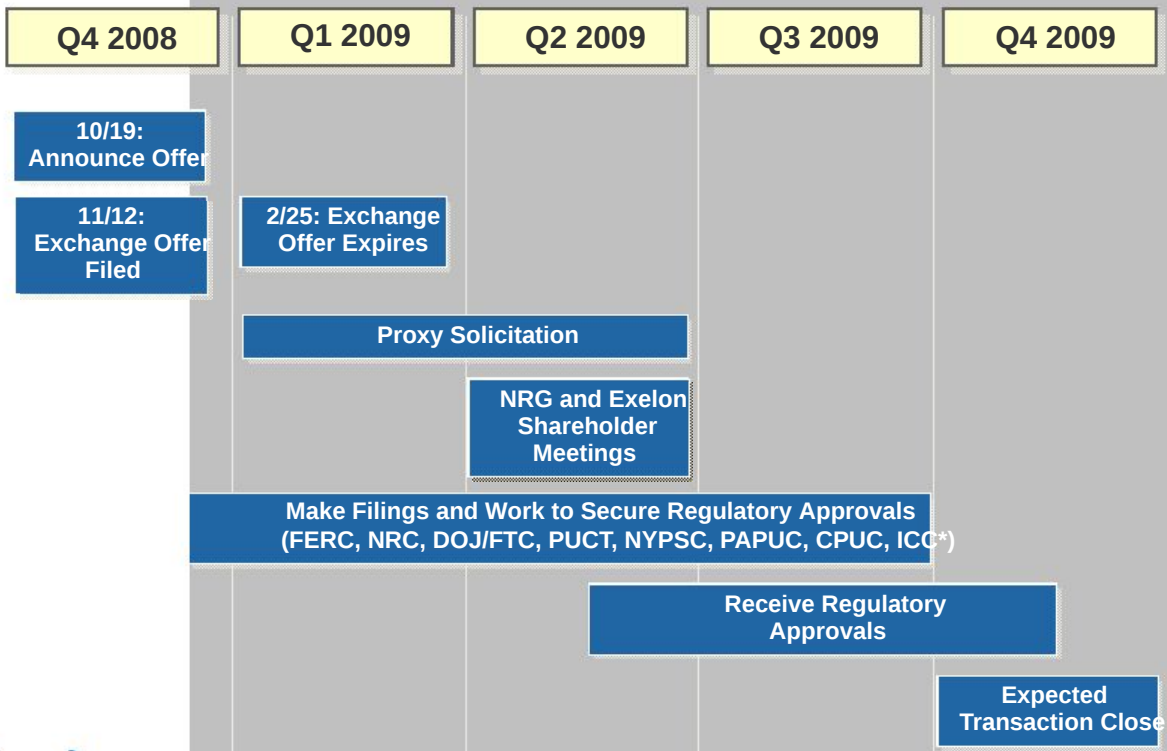 Q4 2008
Q1 2009
Q2 2009
Q3 2009
Q4 2009
10/19:
Announce Offer
11/12:
Exchange Offer
Filed
2/25: Exchange
Offer Expires
Proxy Solicitation
NRG and Exelon
Shareholder
Meetings
Make Filings and Work to Secure Regulatory Approvals
(FERC, NRC, DOJ/FTC, PUCT, NYPSC, PAPUC, CPUC, ICC*)
Receive Regulatory
Approvals
Expected
Transaction Close